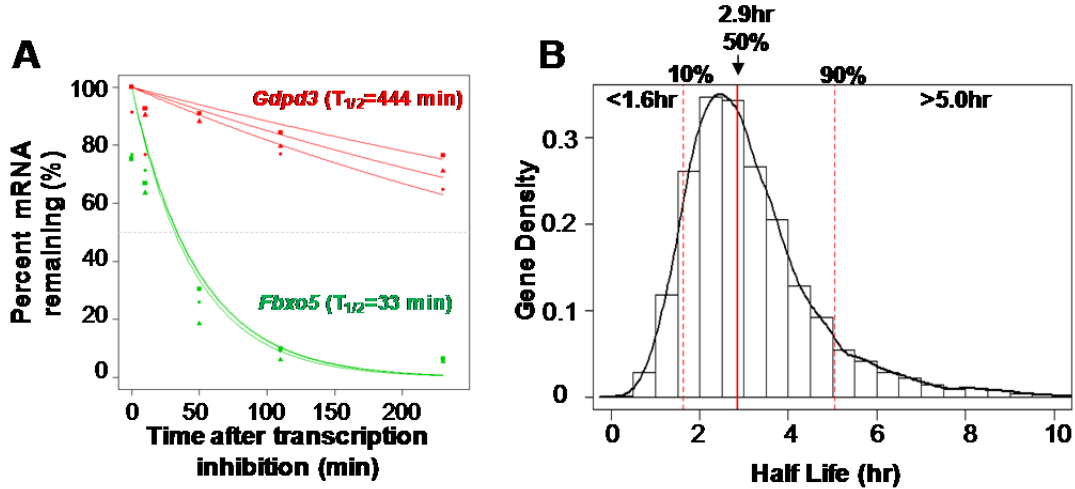 A
Percent mRNA
remaining (%)
100
80
60
40
20
0
Gdpd3 (T1/2=444 min)
Fbxo5 (T1/2=33 min)
0 50 100 150 200
Time after transcription
inhibition (min)
B
2.9hr
50%
10%
90%
<1.6hr
>5.0hr
Gene Density
0.3
0.2
0.1
0
0 2 4 6 8 10
Half Life (hr)